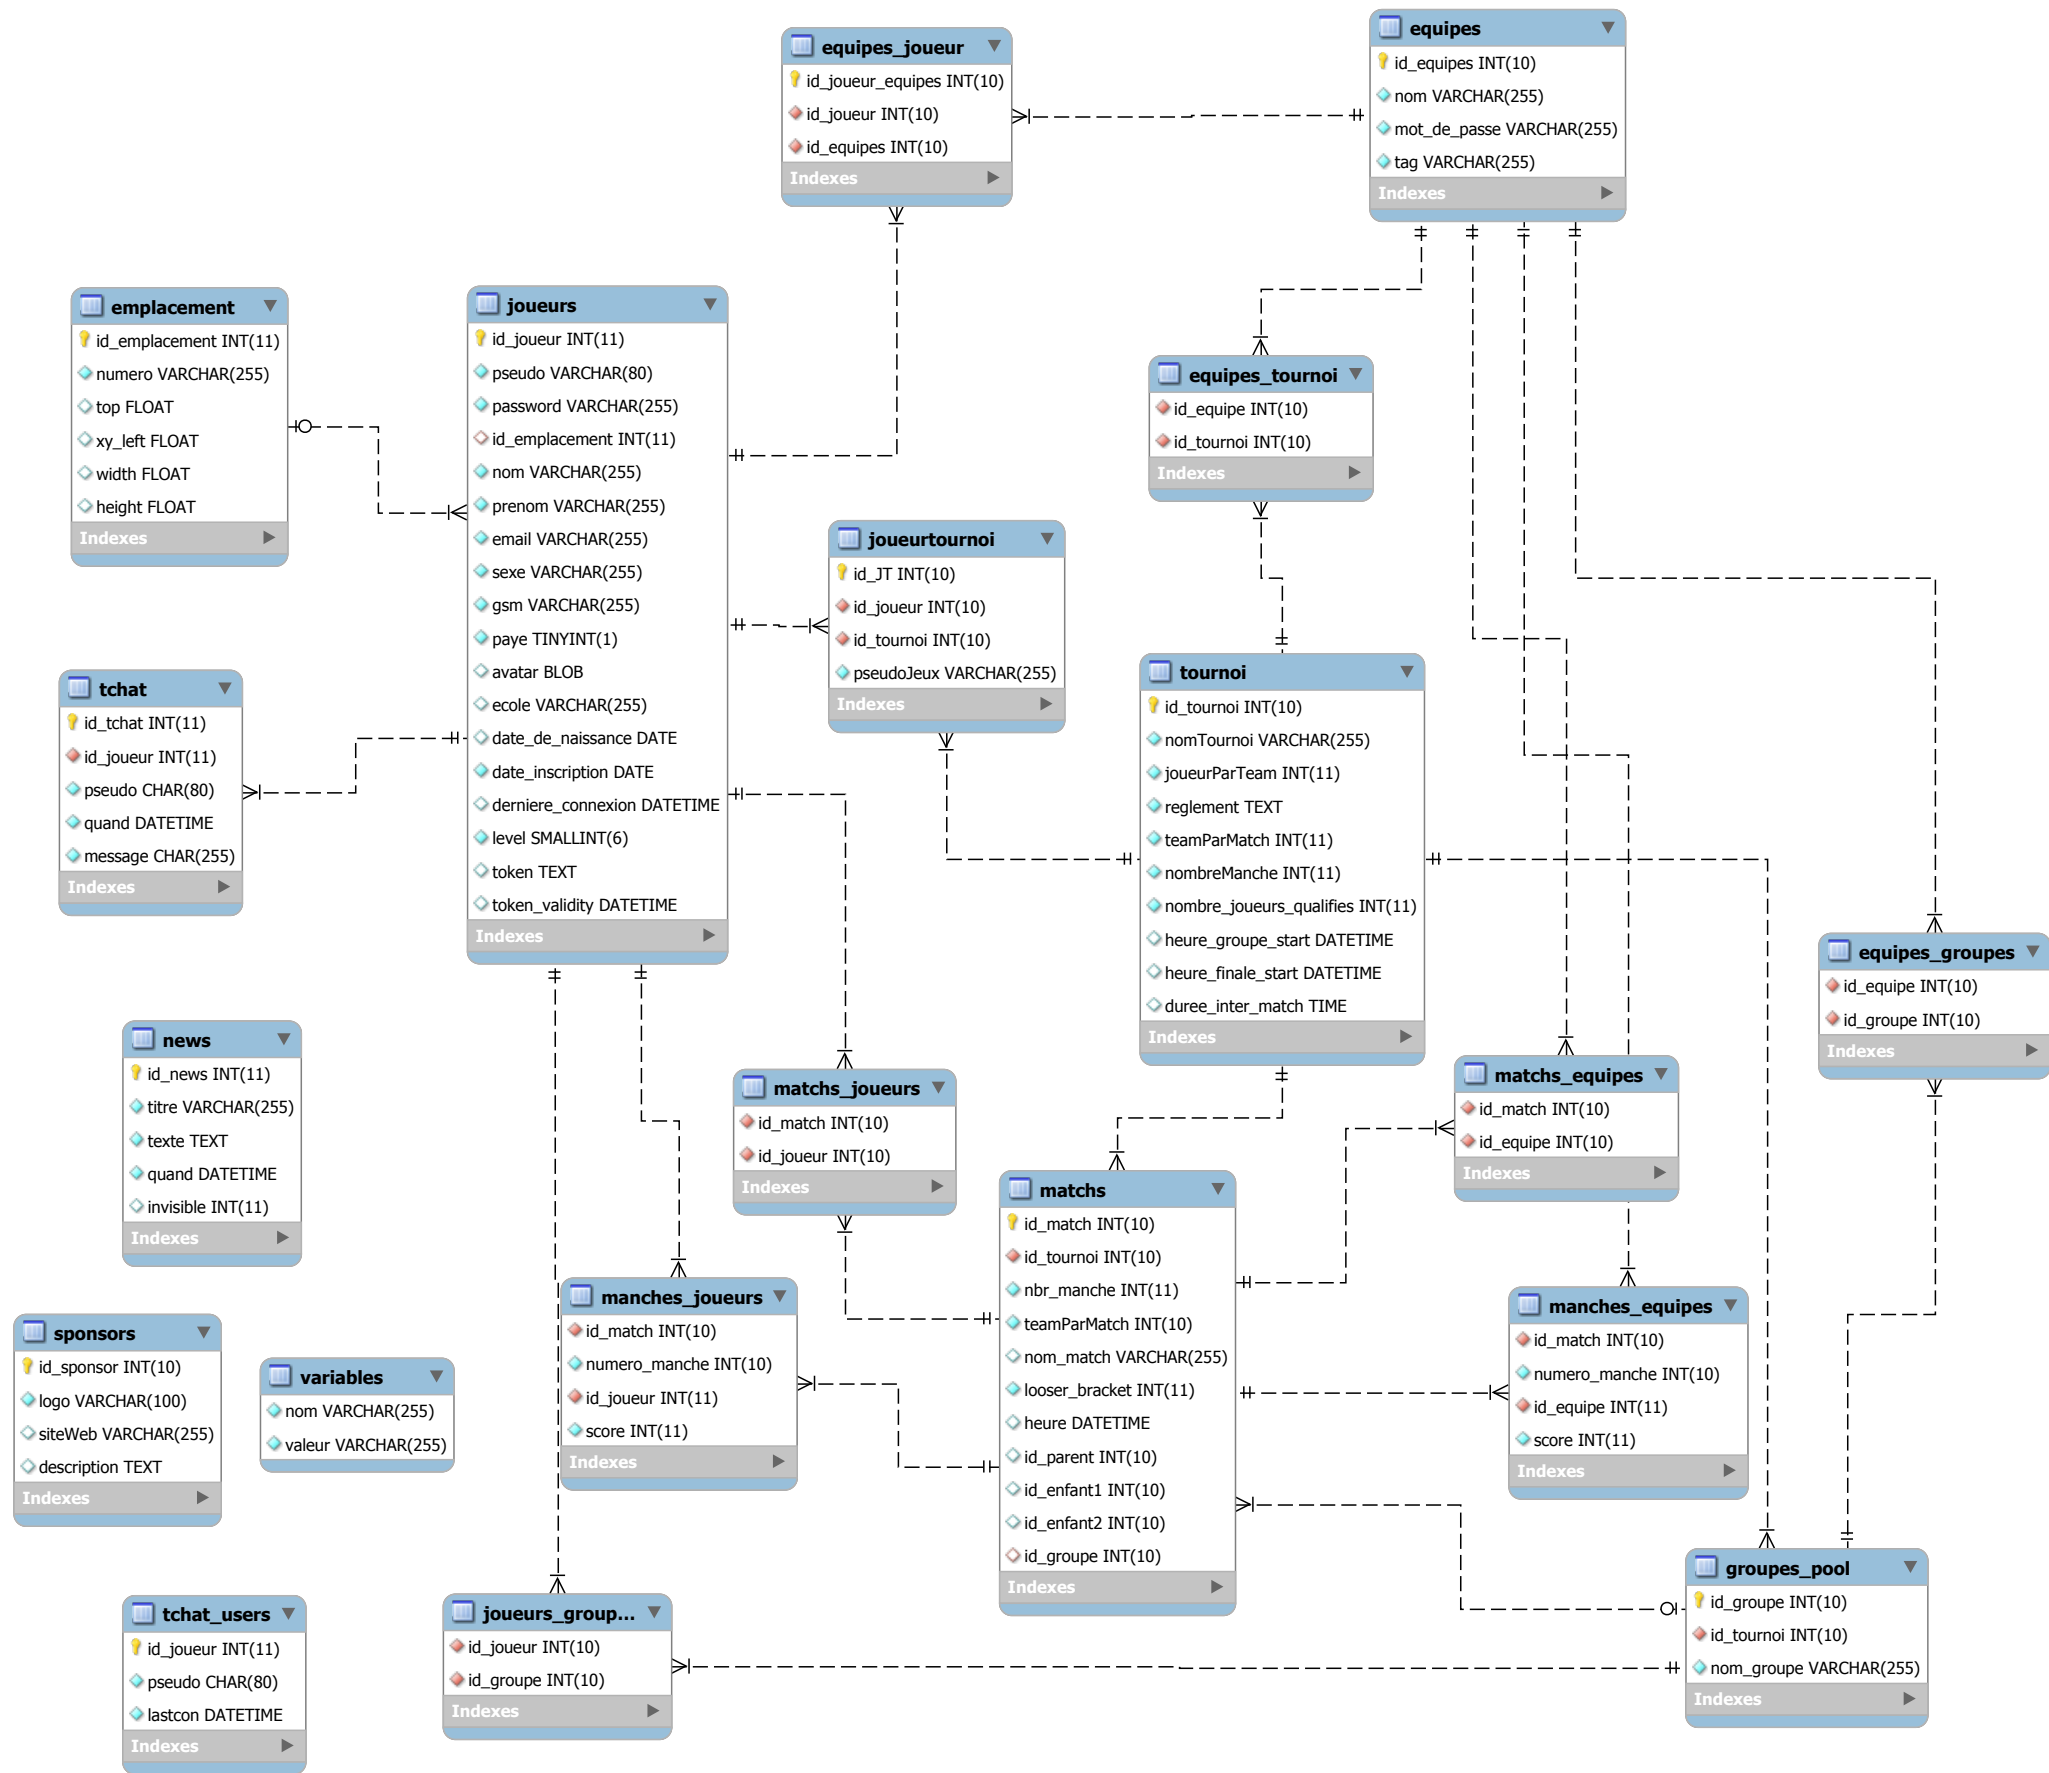 equipes_joueur
id_joueur_equipes INT(10)
id_joueur INT(10)
id_equipes INT(10)
Indexes
equipes
id_equipes INT(10)
nom VARCHAR(255)
mot_de_passe VARCHAR(255)
tag VARCHAR(255)
Indexes
emplacement
id_emplacement INT(11)
numero VARCHAR(255)
top FLOAT
xy_left FLOAT
width FLOAT
height FLOAT
Indexes
joueurs
id_joueur INT(11)
pseudo VARCHAR(80)
password VARCHAR(255)
id_emplacement INT(11)
nom VARCHAR(255)
prenom VARCHAR(255)
email VARCHAR(255)
sexe VARCHAR(255)
gsm VARCHAR(255)
paye TINYINT(1)
avatar BLOB
ecole VARCHAR(255)
date_de_naissance DATE
date_inscription DATE
derniere_connexion DATETIME
level SMALLINT(6)
token TEXT
token_validity DATETIME
Indexes
equipes_tournoi
id_equipe INT(10)
id_tournoi INT(10)
Indexes
joueurtournoi
id_JT INT(10)
id_joueur INT(10)
id_tournoi INT(10)
pseudoJeux VARCHAR(255)
Indexes
tchat
id_tchat INT(11)
id_joueur INT(11)
pseudo CHAR(80)
quand DATETIME
message CHAR(255)
Indexes
tournoi
id_tournoi INT(10)
nomTournoi VARCHAR(255)
joueurParTeam INT(11)
reglement TEXT
teamParMatch INT(11)
nombreManche INT(11)
nombre_joueurs_qualifies INT(11)
heure_groupe_start DATETIME
heure_finale_start DATETIME
duree_inter_match TIME
Indexes
equipes_groupes
id_equipe INT(10)
id_groupe INT(10)
Indexes
news
id_news INT(11)
titre VARCHAR(255)
texte TEXT
quand DATETIME
invisible INT(11)
Indexes
matchs_joueurs
id_match INT(10)
id_joueur INT(10)
Indexes
matchs_equipes
id_match INT(10)
id_equipe INT(10)
Indexes
matchs
id_match INT(10)
id_tournoi INT(10)
nbr_manche INT(11)
teamParMatch INT(10)
nom_match VARCHAR(255)
looser_bracket INT(11)
heure DATETIME
id_parent INT(10)
id_enfant1 INT(10)
id_enfant2 INT(10)
id_groupe INT(10)
Indexes
manches_joueurs
id_match INT(10)
numero_manche INT(10)
id_joueur INT(11)
score INT(11)
Indexes
manches_equipes
id_match INT(10)
numero_manche INT(10)
id_equipe INT(11)
score INT(11)
Indexes
sponsors
id_sponsor INT(10)
logo VARCHAR(100)
siteWeb VARCHAR(255)
description TEXT
Indexes
variables
nom VARCHAR(255)
valeur VARCHAR(255)
groupes_pool
id_groupe INT(10)
id_tournoi INT(10)
nom_groupe VARCHAR(255)
Indexes
tchat_users
id_joueur INT(11)
pseudo CHAR(80)
lastcon DATETIME
Indexes
joueurs_group...
id_joueur INT(10)
id_groupe INT(10)
Indexes